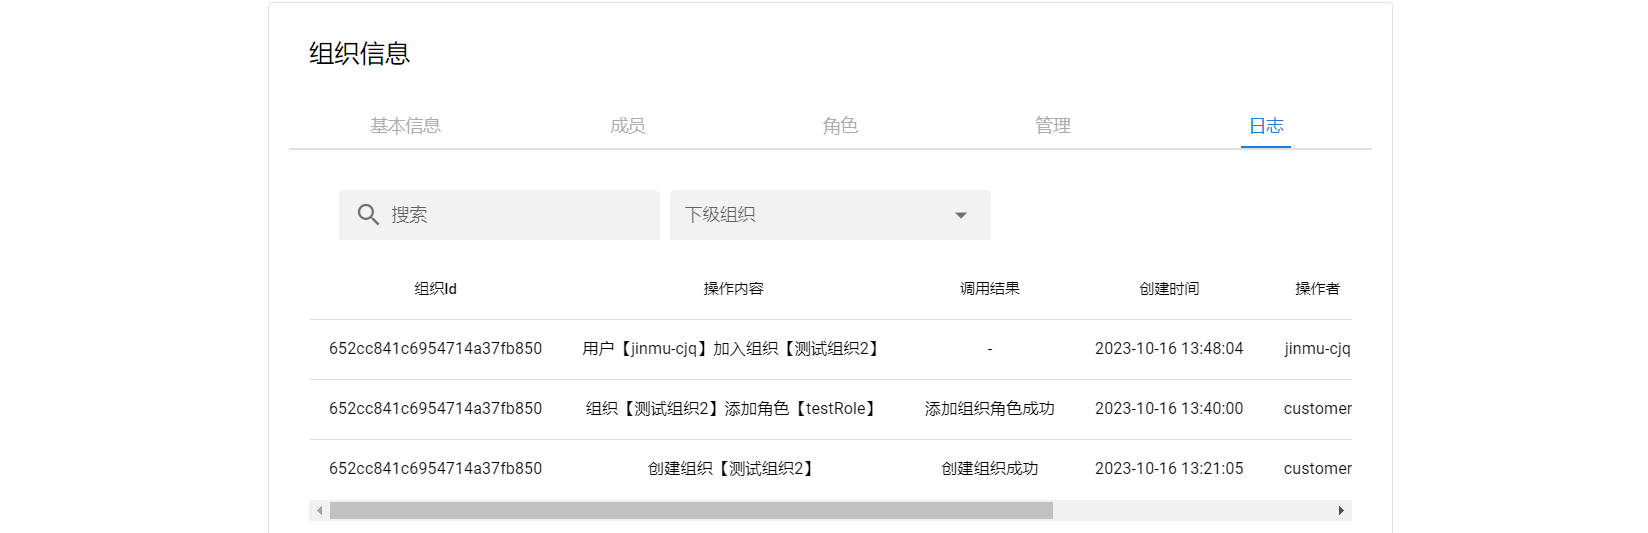 组织信息
基本信息 成员 角色 管理 日志
搜索 下级组织
组织Id 操作内容 调用结果 创建时间 操作者
652cc841c6954714a37fb850 用户【jinmu-cjq】加入组织【测试组织2】 - 2023-10-16 13:48:04 jinmu-cjq
652cc841c6954714a37fb850 组织【测试组织2】添加角色【testRole】 添加组织角色成功 2023-10-16 13:40:00 customer
652cc841c6954714a37fb850 创建组织【测试组织2】 创建组织成功 2023-10-16 13:21:05 customer